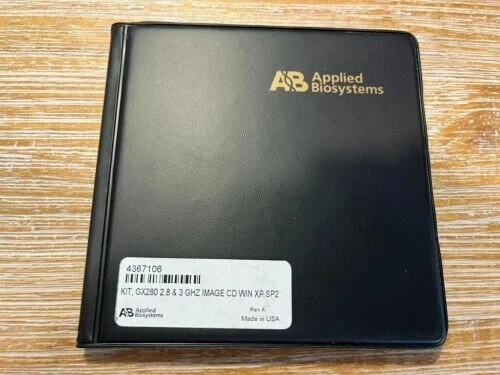 AB Applied
Biosystems
4367106
KIT, GX280 2.8 & 3 GHZ IMAGE CD WIN XP SP2
Rev A
AB Applied
Biosystems
Made in USA